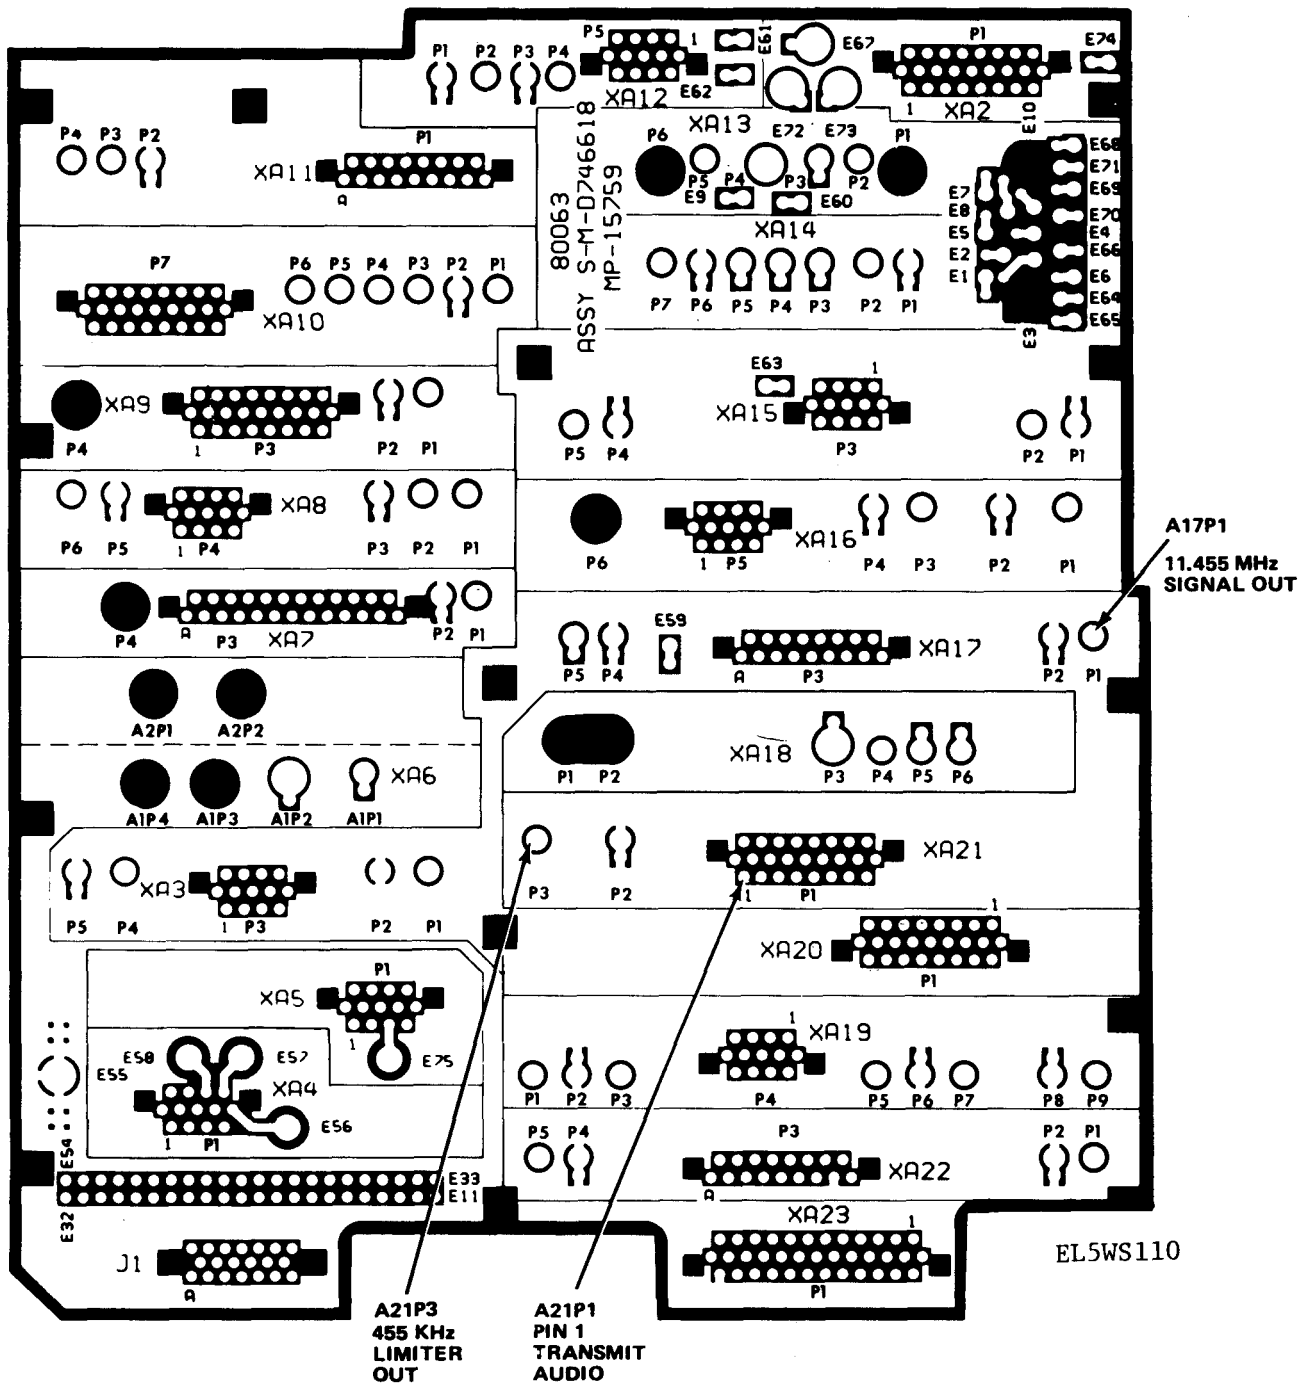 P1 P2 P3 P4 P5 1 E61 E67 P1 E74
XA12 E62 1 XA2 E10
P4 P3 P2 P1
XA11 A
80063
ASSY S-M-D746618
MP-15759
XA13 E72 E73 P1
P6 P5 P4 P3 P2
E9 E60
E68
E71
E69
E70
E4
E66
E6
E64
E65
E7
E8
E5
E2
E1
E3
XA14
P7 P6 P5 P4 P3 P2 P1
P7 P6 P5 P4 P3 P2 P1
XA10
E63 1
XA15
P5 P4 P3 P2 P1
XA9
P4 1 P3 P2 P1
XA8
P6 P5 1 P4 P3 P2 P1
XA16
P6 1 P5 P4 P3 P2 P1
A17P1
11.455 MHz
SIGNAL OUT
P4 A P3 XA7 P2 P1
E59 XA17
P5 P4 A P3 P2 P1
A2P1 A2P2
XA18
P1 P2 P3 P4 P5 P6
XA6
A1P4 A1P3 A1P2 A1P1
XA21
P3 P2 1 P1
XA3
P5 P4 1 P3 P2 P1
1
XA20
P1
P1
XA5
1 E75
E58 E57
E55 XA4
1 P1 E56
1 XA19
P1 P2 P3 P4 P5 P6 P7 P8 P9
P5 P4 P3 P2 P1
XA22
A
E54 E33
E32 E11
XA23 1
P1
J1
A
EL5WS110
A21P3
455 KHz
LIMITER
OUT
A21P1
PIN 1
TRANSMIT
AUDIO